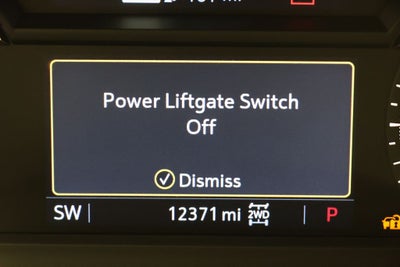 Power Liftgate Switch
Off
Dismiss
SW 12371 mi 2WD P